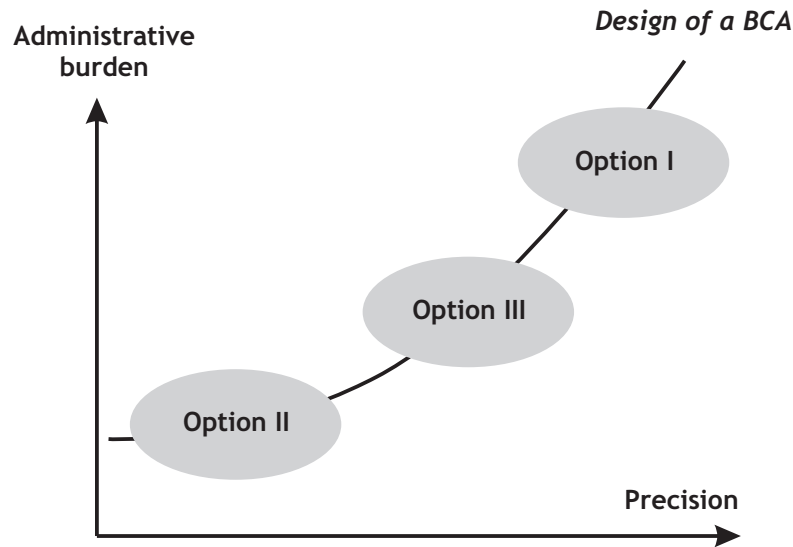 Design of a BCA
Administrative
burden
Option I
Option III
Option II
Precision